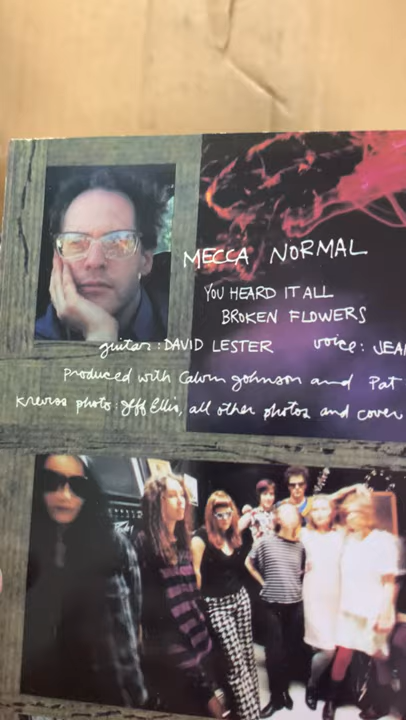 MECCA NORMAL
YOU HEARD IT ALL
BROKEN FLOWERS
guitar: DAVID LESTER voice: JEAN
Produced with Calvin Johnson and Pat
photo: Jeff Ellis, all other photos and cover